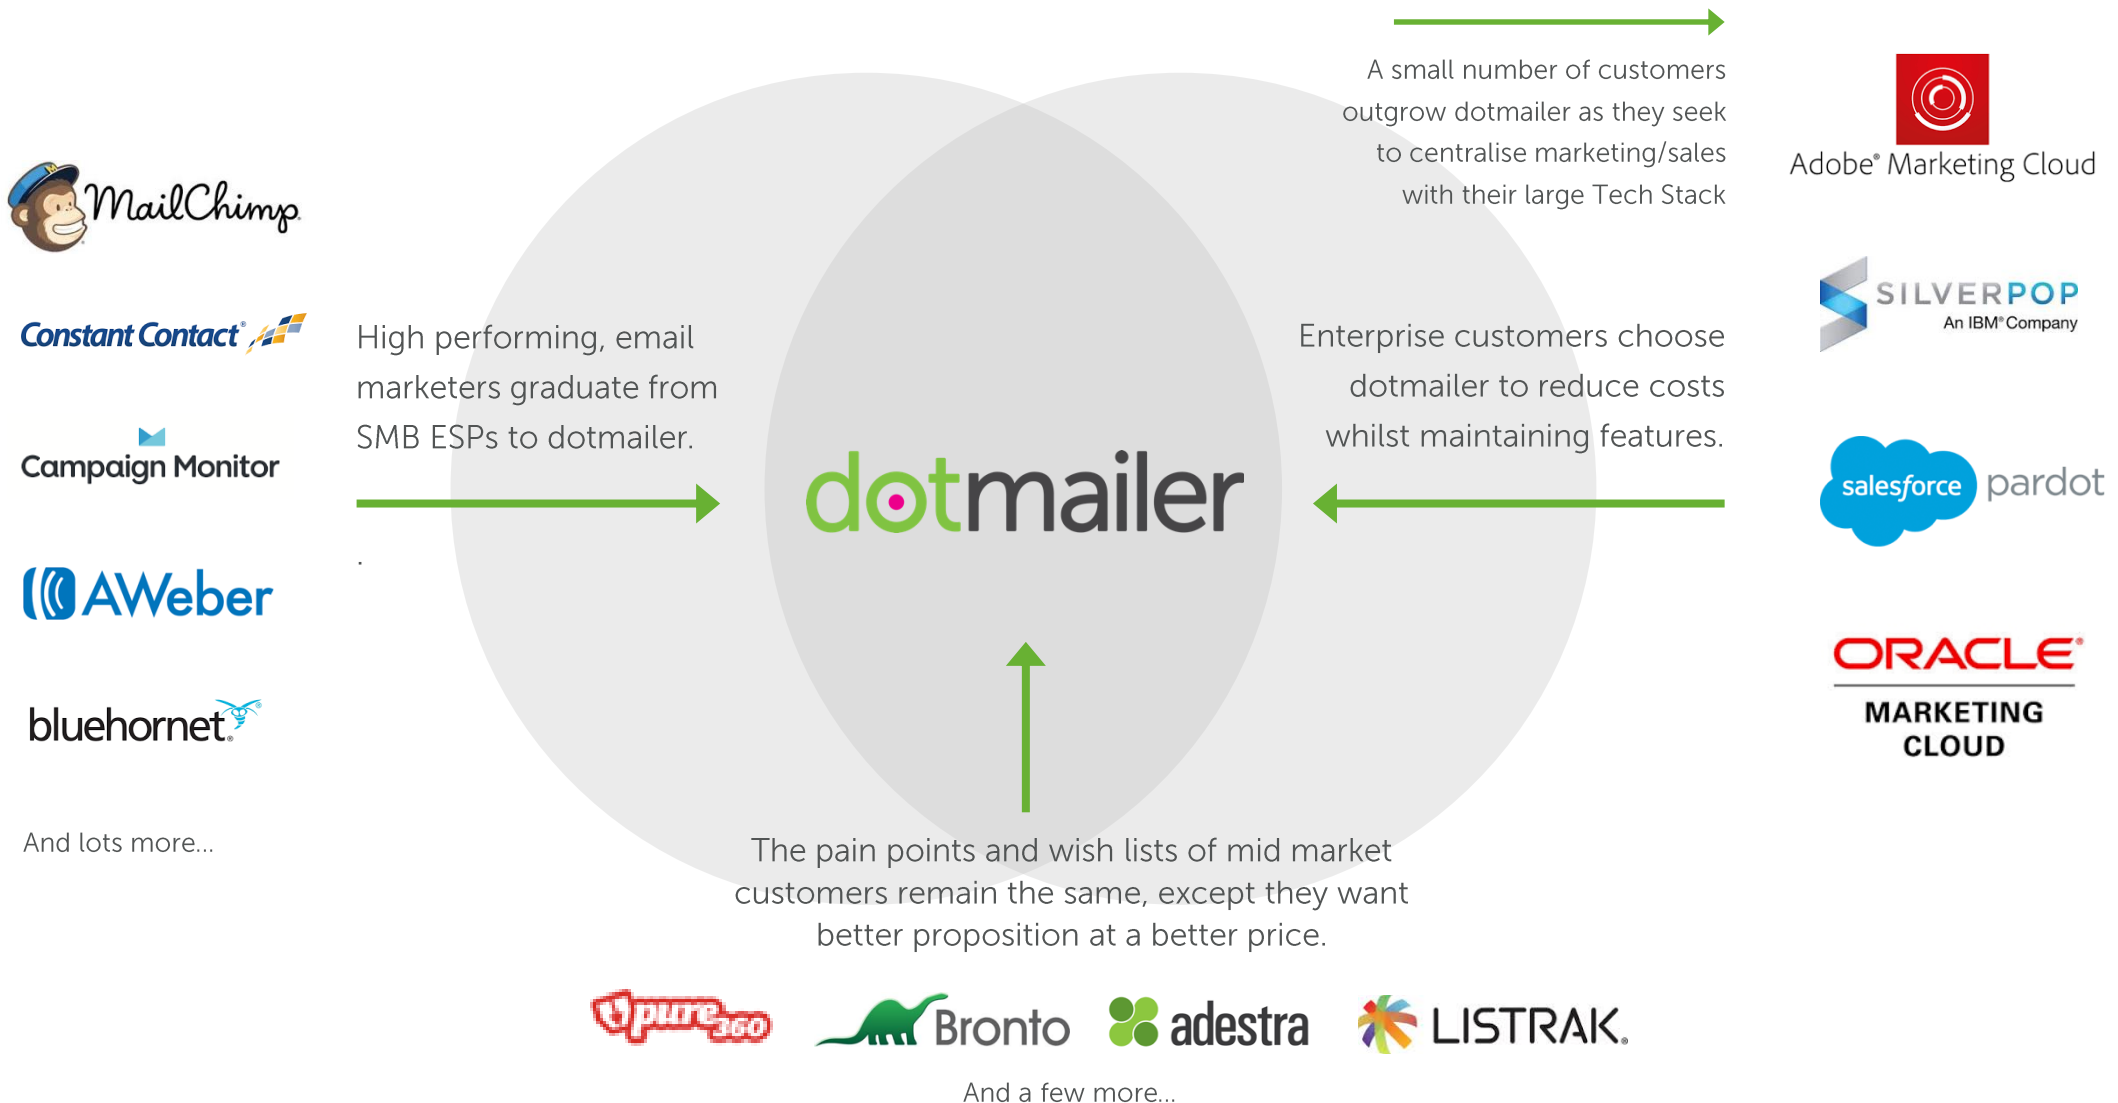 MailChimp
Constant Contact®
Campaign Monitor
AWeber
bluehornet®
And lots more...
High performing, email
marketers graduate from
SMB ESPs to dotmailer.
.
dotmailer
A small number of customers
outgrow dotmailer as they seek
to centralise marketing/sales
with their large Tech Stack
Enterprise customers choose
dotmailer to reduce costs
whilst maintaining features.
Adobe® Marketing Cloud
SILVERPOP
An IBM® Company
salesforce pardot
ORACLE®
MARKETING
CLOUD
The pain points and wish lists of mid market
customers remain the same, except they want
better proposition at a better price.
pure360
Bronto
adestra
LISTRAK®
And a few more...